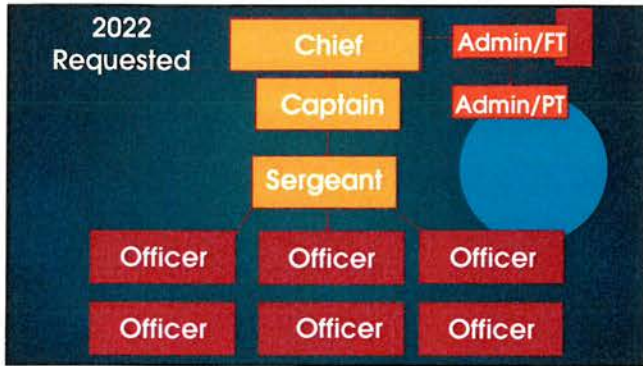 2022
Requested
Chief
Admin/FT
Captain
Admin/PT
Sergeant
Officer Officer Officer
Officer Officer Officer